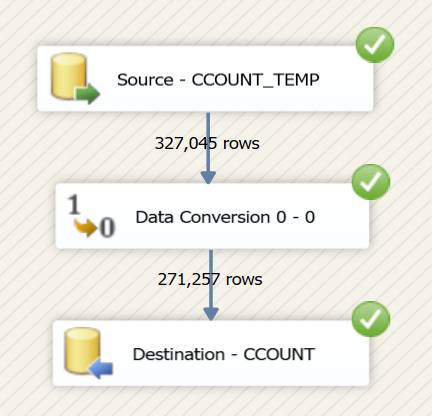 Source - CCOUNT_TEMP
327,045 rows
1
0
Data Conversion 0 - 0
271,257 rows
Destination - CCOUNT